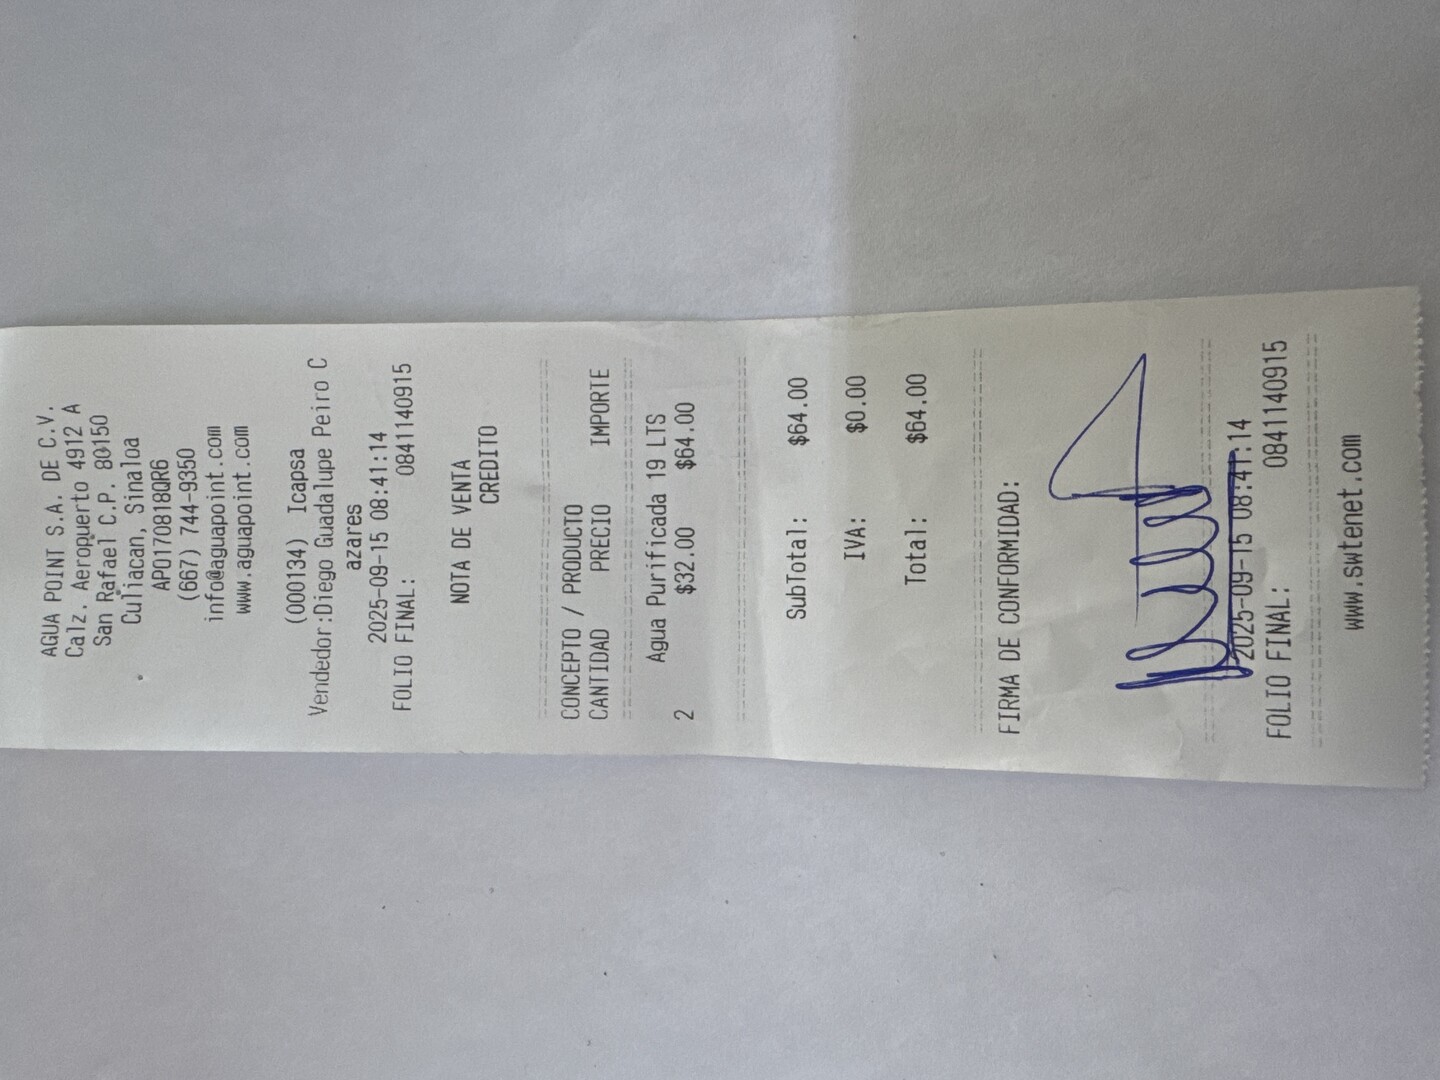 AGUA POINT S.A. DE C.V.
Calz. Aeropuerto 4912 A
San Rafael C.P. 80150
Culiacan, Sinaloa
APO170818QR6
(667) 744-9350
info@aguapoint.com
www.aguapoint.com
(000134) Icapsa
Vendedor:Diego Guadalupe Peiro C
azares
2025-09-15 08:41:14
FOLIO FINAL: 0841140915
NOTA DE VENTA
CREDITO
CONCEPTO / PRODUCTO
CANTIDAD PRECIO IMPORTE
Agua Purificada 19 LTS
2 $32.00 $64.00
SubTotal: $64.00
IVA: $0.00
Total: $64.00
FIRMA DE CONFORMIDAD:
2025-09-15 08:41:14
FOLIO FINAL: 0841140915
www.swtenet.com